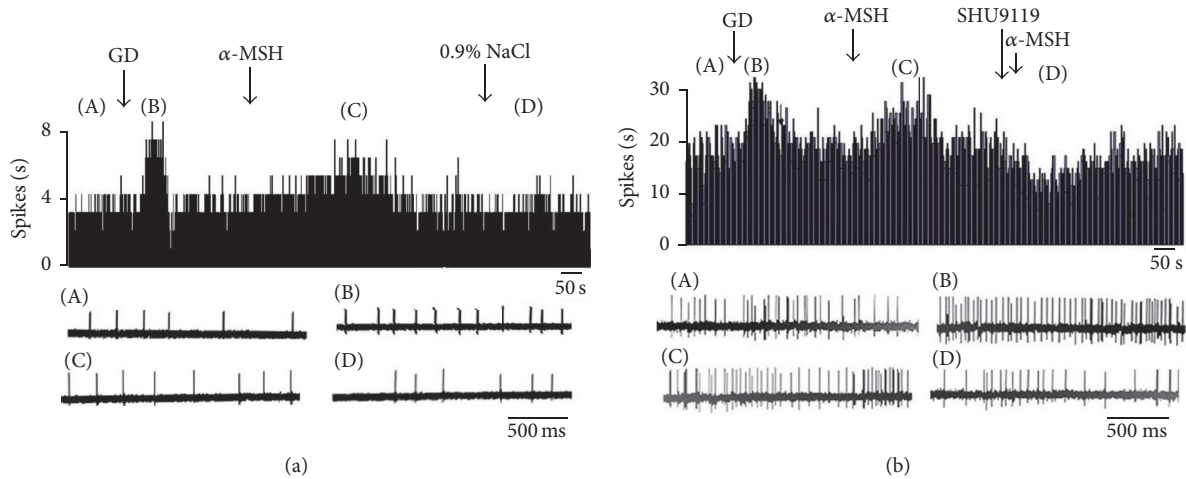 GD
α-MSH
0.9% NaCl
(A)
(B)
(C)
(D)
8
4
0
Spikes (s)
50 s
(A)
(B)
(C)
(D)
500 ms
(a)
GD
α-MSH
SHU9119
α-MSH
(A)
(B)
(C)
(D)
30
20
10
0
Spikes (s)
50 s
(A)
(B)
(C)
(D)
500 ms
(b)